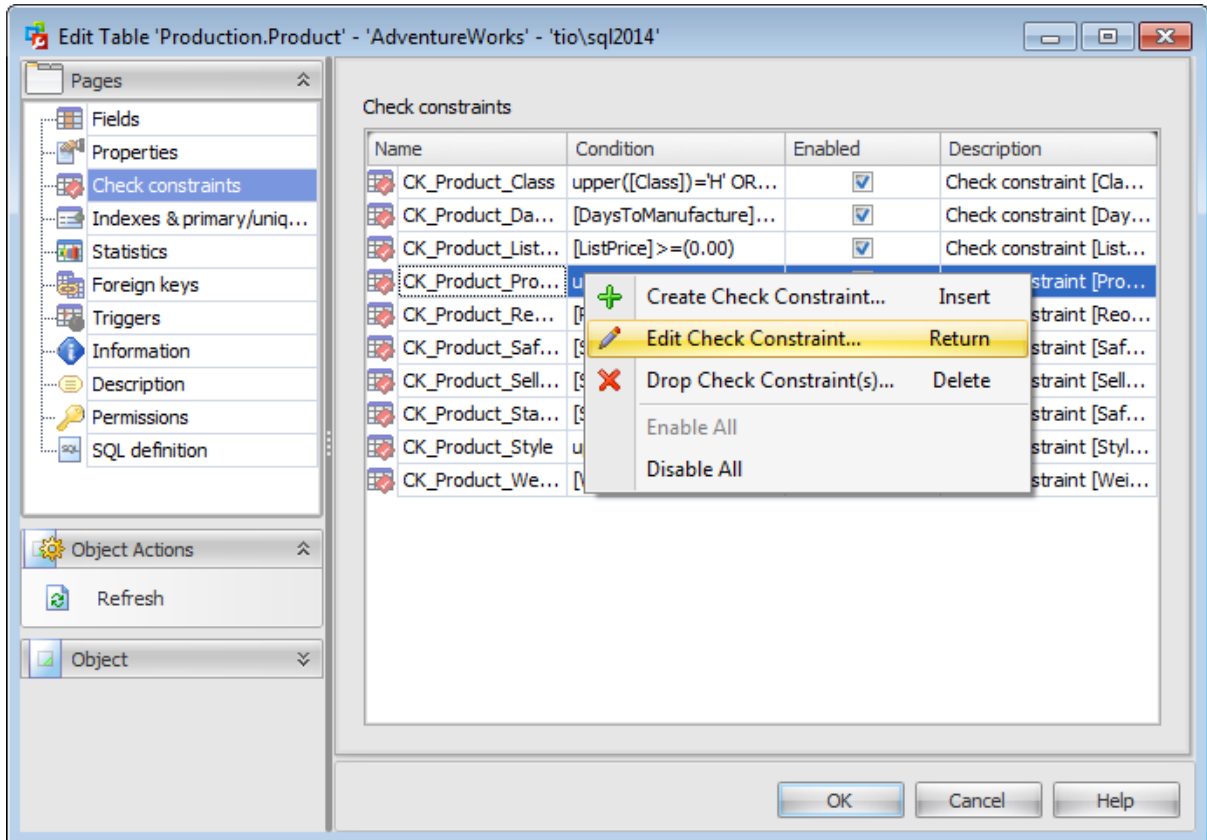 Edit Table 'Production.Product' - 'AdventureWorks' - 'tio\sql2014'
Pages
Fields
Properties
Check constraints
Indexes & primary/uniq...
Statistics
Foreign keys
Triggers
Information
Description
Permissions
SQL definition
Object Actions
Refresh
Object
Check constraints
Name Condition Enabled Description
CK_Product_Class upper([Class])='H' OR... Check constraint [Cla...
CK_Product_Da... [DaysToManufacture]... Check constraint [Day...
CK_Product_List... [ListPrice]>=(0.00) Check constraint [List...
CK_Product_Pro... u straint [Pro...
CK_Product_Re... straint [Reo...
CK_Product_Saf... [S straint [Saf...
CK_Product_Sell... [S straint [Sell...
CK_Product_Sta... [S straint [Saf...
CK_Product_Style u straint [Styl...
CK_Product_We... straint [Wei...
Create Check Constraint... Insert
Edit Check Constraint... Return
Drop Check Constraint(s)... Delete
Enable All
Disable All
OK Cancel Help